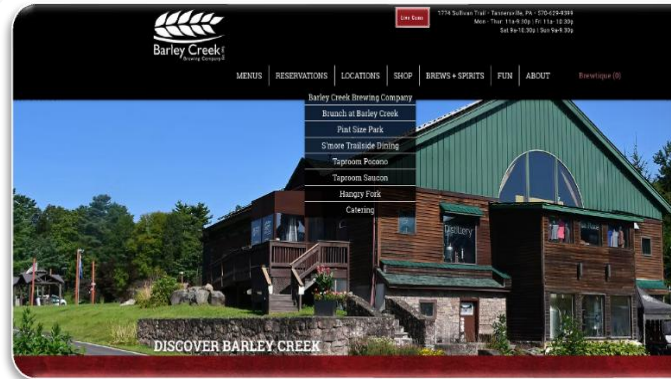 Live Cams
1774 Sullivan Trail - Tannersville, PA - 570-629-9399
Mon - Thur: 11a-9:30p | Fri 11a-10:30p
Sat 9a-10:30p | Sun 9a-9:30p
Barley Creek
Brewing Company
MENUS
RESERVATIONS
LOCATIONS
SHOP
BREWS + SPIRITS
FUN
ABOUT
Brewtique (0)
Barley Creek Brewing Company
Brunch at Barley Creek
Pint Size Park
S'more Trailside Dining
Taproom Pocono
Taproom Saucon
Hangry Fork
Catering
Distillery
DISCOVER BARLEY CREEK